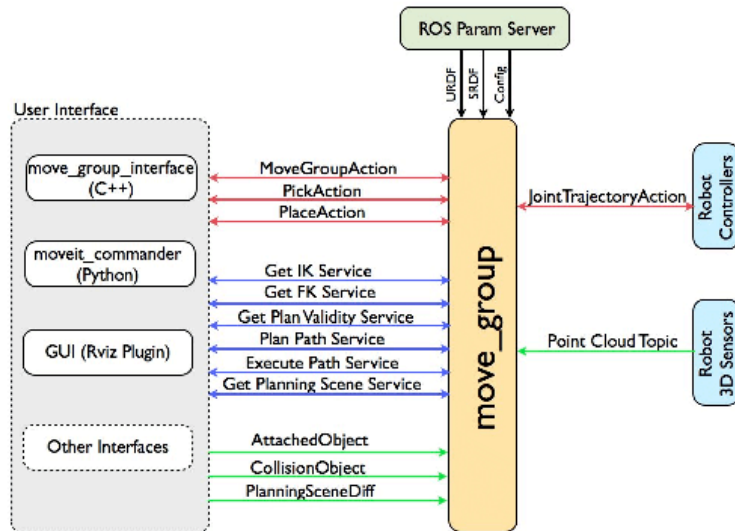 ROS Param Server
URDF
SRDF
Config
User Interface
move_group_interface
(C++)
moveit_commander
(Python)
GUI (Rviz Plugin)
Other Interfaces
MoveGroupAction
PickAction
PlaceAction
Get IK Service
Get FK Service
Get Plan Validity Service
Plan Path Service
Execute Path Service
Get Planning Scene Service
AttachedObject
CollisionObject
PlanningSceneDiff
move_group
JointTrajectoryAction
Point Cloud Topic
Robot
Controllers
Robot
3D Sensors